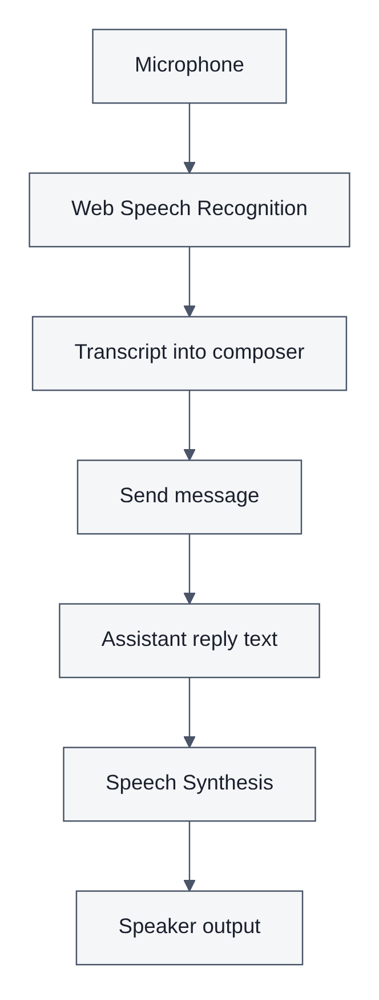 Microphone
Web Speech Recognition
Transcript into composer
Send message
Assistant reply text
Speech Synthesis
Speaker output